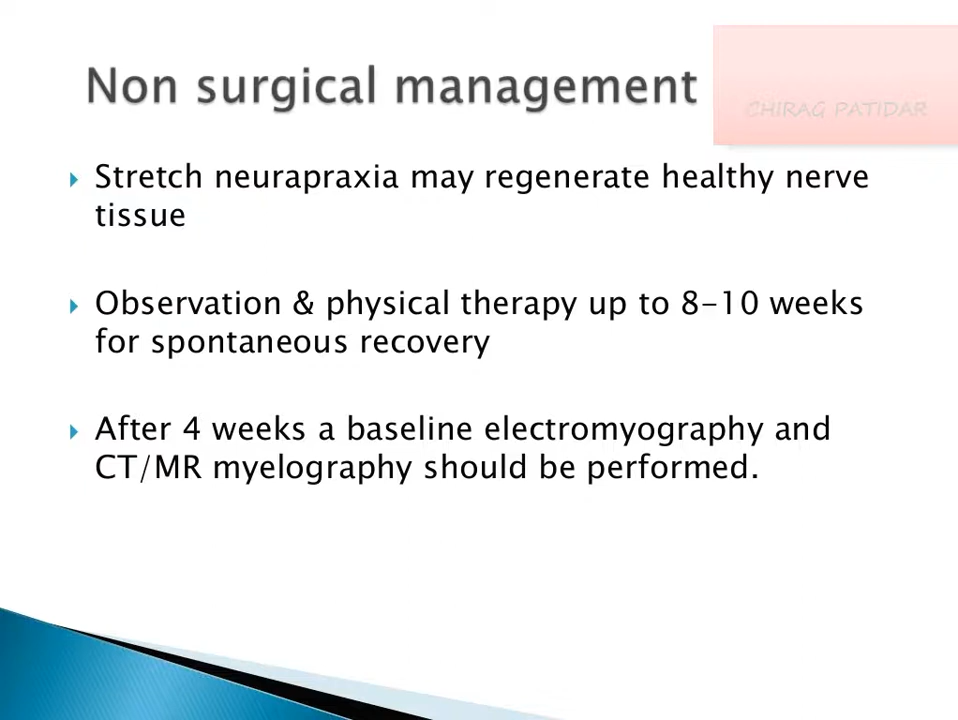 Non surgical management
CHIRAG PATIDAR
Stretch neurapraxia may regenerate healthy nerve
tissue
Observation & physical therapy up to 8-10 weeks
for spontaneous recovery
After 4 weeks a baseline electromyography and
CT/MR myelography should be performed.